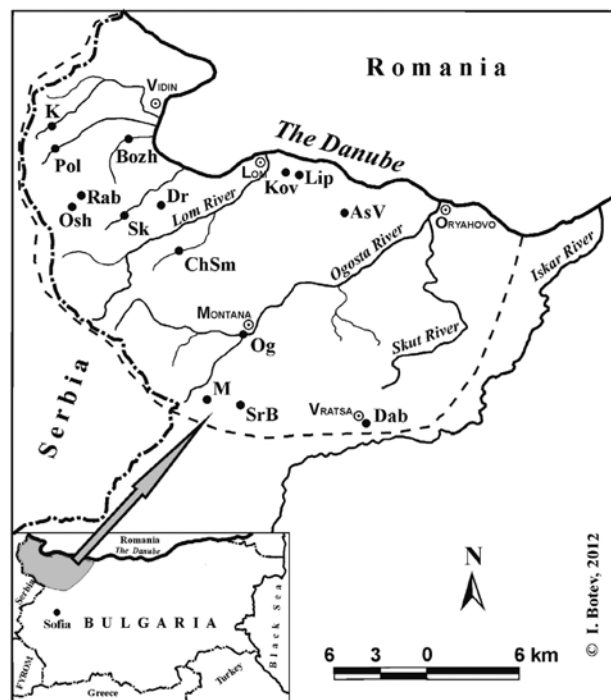 Romania
VIDIN
K
The Danube
Pol
Bozh
LOM
Kov
Lip
Rab
Dr
Osh
Sk
Lom River
AsV
ORYAHOVO
ChSm
Ogosta River
Iskar River
MONTANA
Og
Skut River
Serbia
M
SrB
VRATSA
Dab
Romania
The Danube
Serbia
Sofia
BULGARIA
Black Sea
FYROM
Turkey
Greece
N
6 3 0 6 km
© I. Botev, 2012